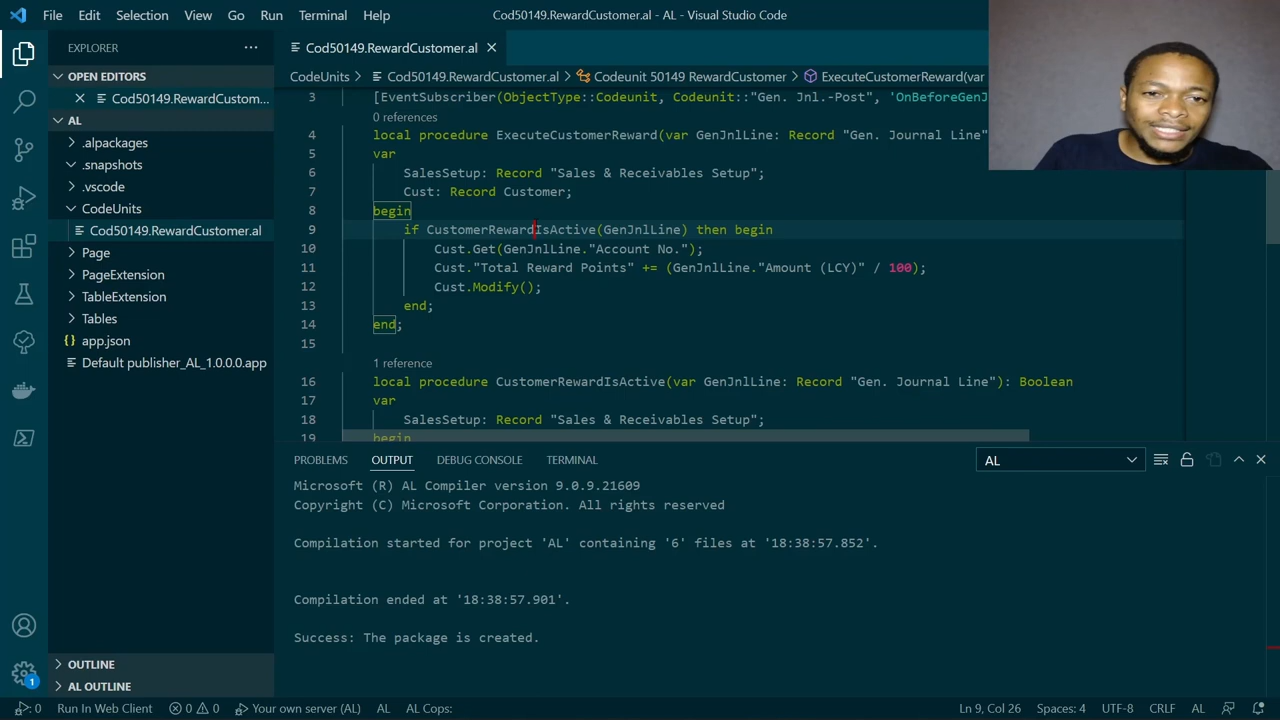 File Edit Selection View Go Run Terminal Help
Cod50149.RewardCustomer.al - AL - Visual Studio Code
EXPLORER
OPEN EDITORS
Cod50149.RewardCustom...
AL
.alpackages
.snapshots
.vscode
CodeUnits
Cod50149.RewardCustomer.al
Page
PageExtension
TableExtension
Tables
{} app.json
Default publisher_AL_1.0.0.0.app
OUTLINE
AL OUTLINE
1
Cod50149.RewardCustomer.al
CodeUnits > Cod50149.RewardCustomer.al > Codeunit 50149 RewardCustomer > ExecuteCustomerReward(var
3 [EventSubscriber(ObjectType::Codeunit, Codeunit::"Gen. Jnl.-Post", 'OnBeforeGenJ
0 references
4 local procedure ExecuteCustomerReward(var GenJnlLine: Record "Gen. Journal Line"
5 var
6 SalesSetup: Record "Sales & Receivables Setup";
7 Cust: Record Customer;
8 begin
9 if CustomerRewardIsActive(GenJnlLine) then begin
10 Cust.Get(GenJnlLine."Account No.");
11 Cust."Total Reward Points" += (GenJnlLine."Amount (LCY)" / 100);
12 Cust.Modify();
13 end;
14 end;
15
1 reference
16 local procedure CustomerRewardIsActive(var GenJnlLine: Record "Gen. Journal Line"): Boolean
17 var
18 SalesSetup: Record "Sales & Receivables Setup";
19 begin
PROBLEMS OUTPUT DEBUG CONSOLE TERMINAL
AL
Microsoft (R) AL Compiler version 9.0.9.21609
Copyright (C) Microsoft Corporation. All rights reserved
Compilation started for project 'AL' containing '6' files at '18:38:57.852'.
Compilation ended at '18:38:57.901'.
Success: The package is created.
: 0 Run In Web Client 0 0 Your own server (AL) AL AL Cops: Ln 9, Col 26 Spaces: 4 UTF-8 CRLF AL